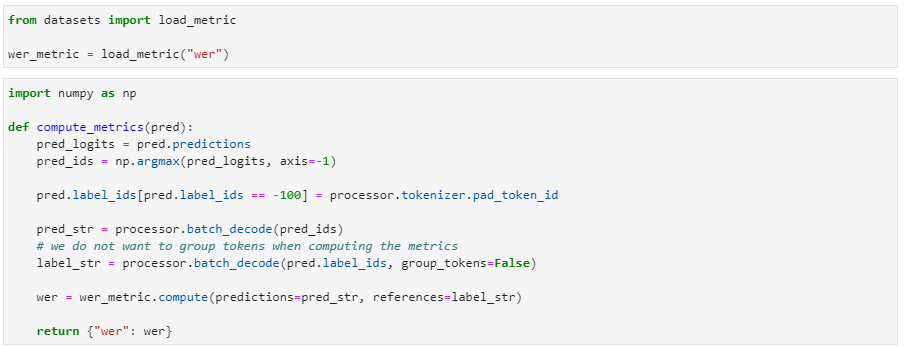 from datasets import load_metric
wer_metric = load_metric("wer")
import numpy as np
def compute_metrics(pred):
    pred_logits = pred.predictions
    pred_ids = np.argmax(pred_logits, axis=-1)
    pred.label_ids[pred.label_ids == -100] = processor.tokenizer.pad_token_id
    pred_str = processor.batch_decode(pred_ids)
    # we do not want to group tokens when computing the metrics
    label_str = processor.batch_decode(pred.label_ids, group_tokens=False)
    wer = wer_metric.compute(predictions=pred_str, references=label_str)
    return {"wer": wer}